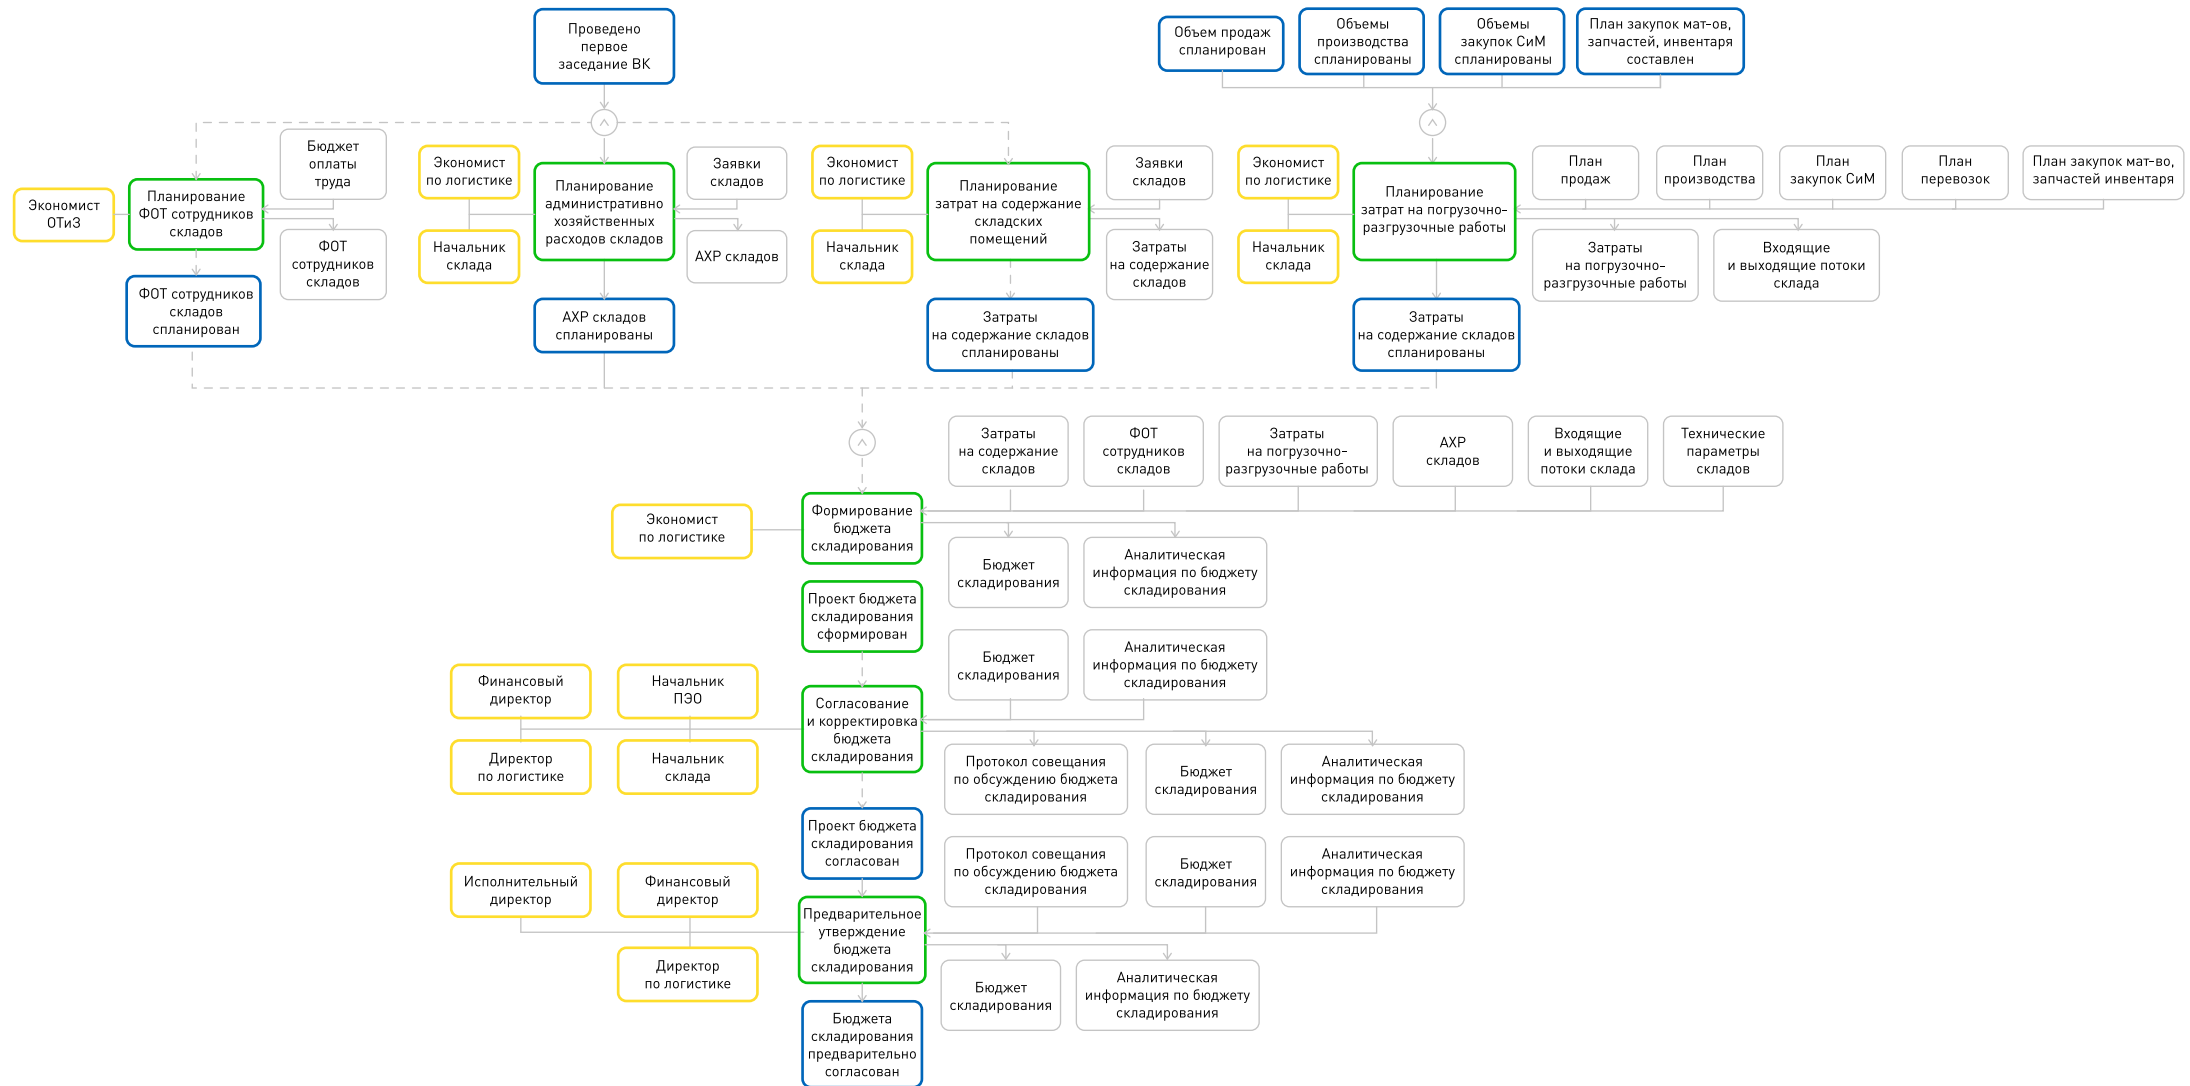 Проведено
первое
заседание ВК
Объем продаж
спланирован
Объемы
производства
спланированы
Объемы
закупок СиМ
спланированы
План закупок мат-ов,
запчастей, инвентаря
составлен
Экономист
ОТиЗ
Планирование
ФОТ сотрудников
складов
Бюджет
оплаты
труда
ФОТ
сотрудников
складов
ФОТ сотрудников
складов
спланирован
Экономист
по логистике
Начальник
склада
Планирование
административно
хозяйственных
расходов складов
Заявки
складов
АХР складов
АХР складов
спланированы
Экономист
по логистике
Начальник
склада
Планирование
затрат на содержание
складских
помещений
Заявки
складов
Затраты
на содержание
складов
Затраты
на содержание складов
спланированы
Экономист
по логистике
Начальник
склада
Планирование
затрат на погрузочно-
разгрузочные работы
План
продаж
План
производства
План
закупок СиМ
План
перевозок
План закупок мат-во,
запчастей инвентаря
Затраты
на погрузочно-
разгрузочные работы
Входящие
и выходящие потоки
склада
Затраты
на содержание складов
спланированы
Затраты
на содержание
складов
ФОТ
сотрудников
складов
Затраты
на погрузочно-
разгрузочные работы
АХР
складов
Входящие
и выходящие
потоки склада
Технические
параметры
складов
Экономист
по логистике
Формирование
бюджета
складирования
Бюджет
складирования
Аналитическая
информация по бюджету
складирования
Проект бюджета
складирования
сформирован
Бюджет
складирования
Аналитическая
информация по бюджету
складирования
Финансовый
директор
Начальник
ПЭО
Директор
по логистике
Начальник
склада
Согласование
и корректировка
бюджета
складирования
Протокол совещания
по обсуждению бюджета
складирования
Бюджет
складирования
Аналитическая
информация по бюджету
складирования
Проект бюджета
складирования
согласован
Протокол совещания
по обсуждению бюджета
складирования
Бюджет
складирования
Аналитическая
информация по бюджету
складирования
Исполнительный
директор
Финансовый
директор
Директор
по логистике
Предварительное
утверждение
бюджета
складирования
Бюджет
складирования
Аналитическая
информация по бюджету
складирования
Бюджета
складирования
предварительно
согласован